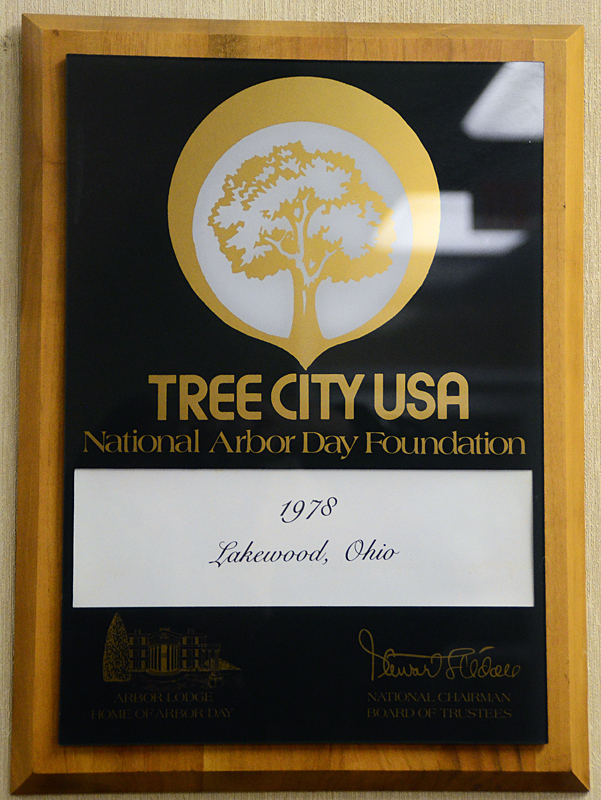 TREE CITY USA
National Arbor Day Foundation
1978
Lakewood, Ohio
ARBOR LODGE
HOME OF ARBOR DAY
NATIONAL CHAIRMAN
BOARD OF TRUSTEES